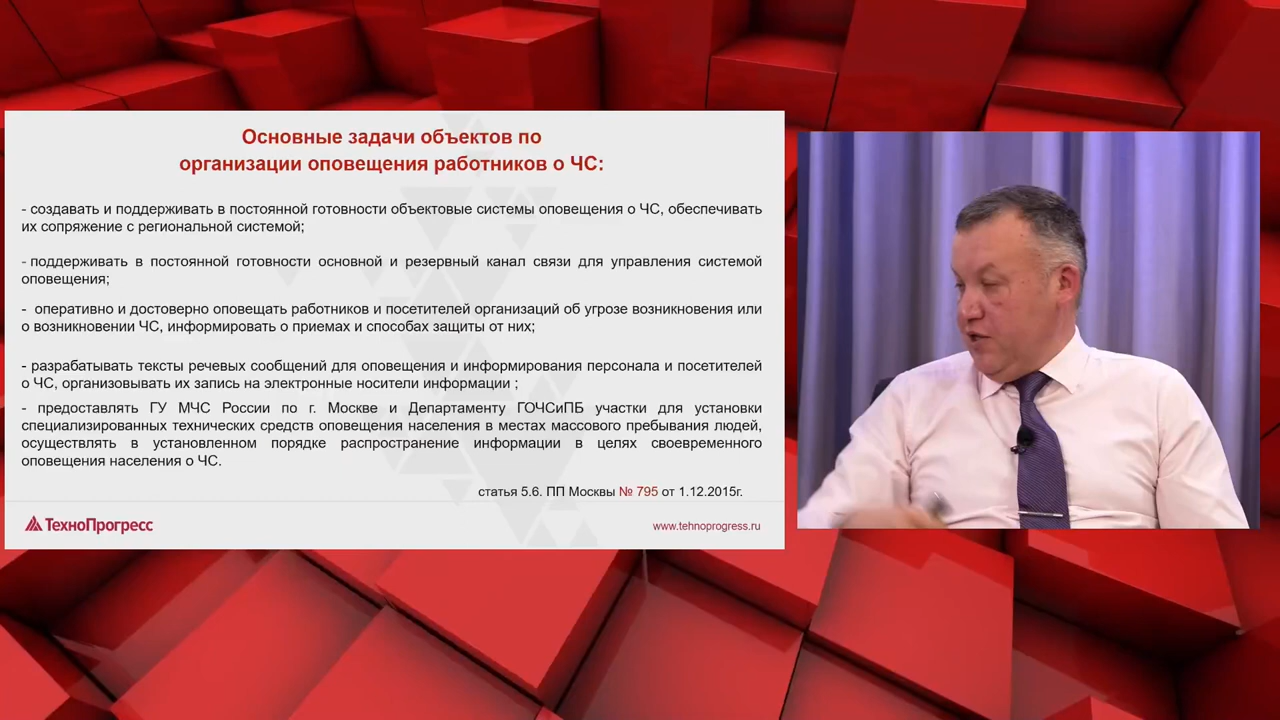 Основные задачи объектов по
организации оповещения работников о ЧС:
- создавать и поддерживать в постоянной готовности объектовые системы оповещения о ЧС, обеспечивать
их сопряжение с региональной системой;
- поддерживать в постоянной готовности основной и резервный канал связи для управления системой
оповещения;
- оперативно и достоверно оповещать работников и посетителей организаций об угрозе возникновения или
о возникновении ЧС, информировать о приемах и способах защиты от них;
- разрабатывать тексты речевых сообщений для оповещения и информирования персонала и посетителей
о ЧС, организовывать их запись на электронные носители информации ;
- предоставлять ГУ МЧС России по г. Москве и Департаменту ГОЧСиПБ участки для установки
специализированных технических средств оповещения населения в местах массового пребывания людей,
осуществлять в установленном порядке распространение информации в целях своевременного
оповещения населения о ЧС.
статья 5.6. ПП Москвы № 795 от 1.12.2015г.
ТехноПрогресс
www.tehnoprogress.ru